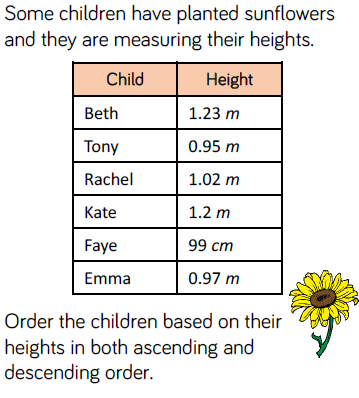 Some children have planted sunflowers
and they are measuring their heights.
Child Height
Beth 1.23 m
Tony 0.95 m
Rachel 1.02 m
Kate 1.2 m
Faye 99 cm
Emma 0.97 m
Order the children based on their
heights in both ascending and
descending order.